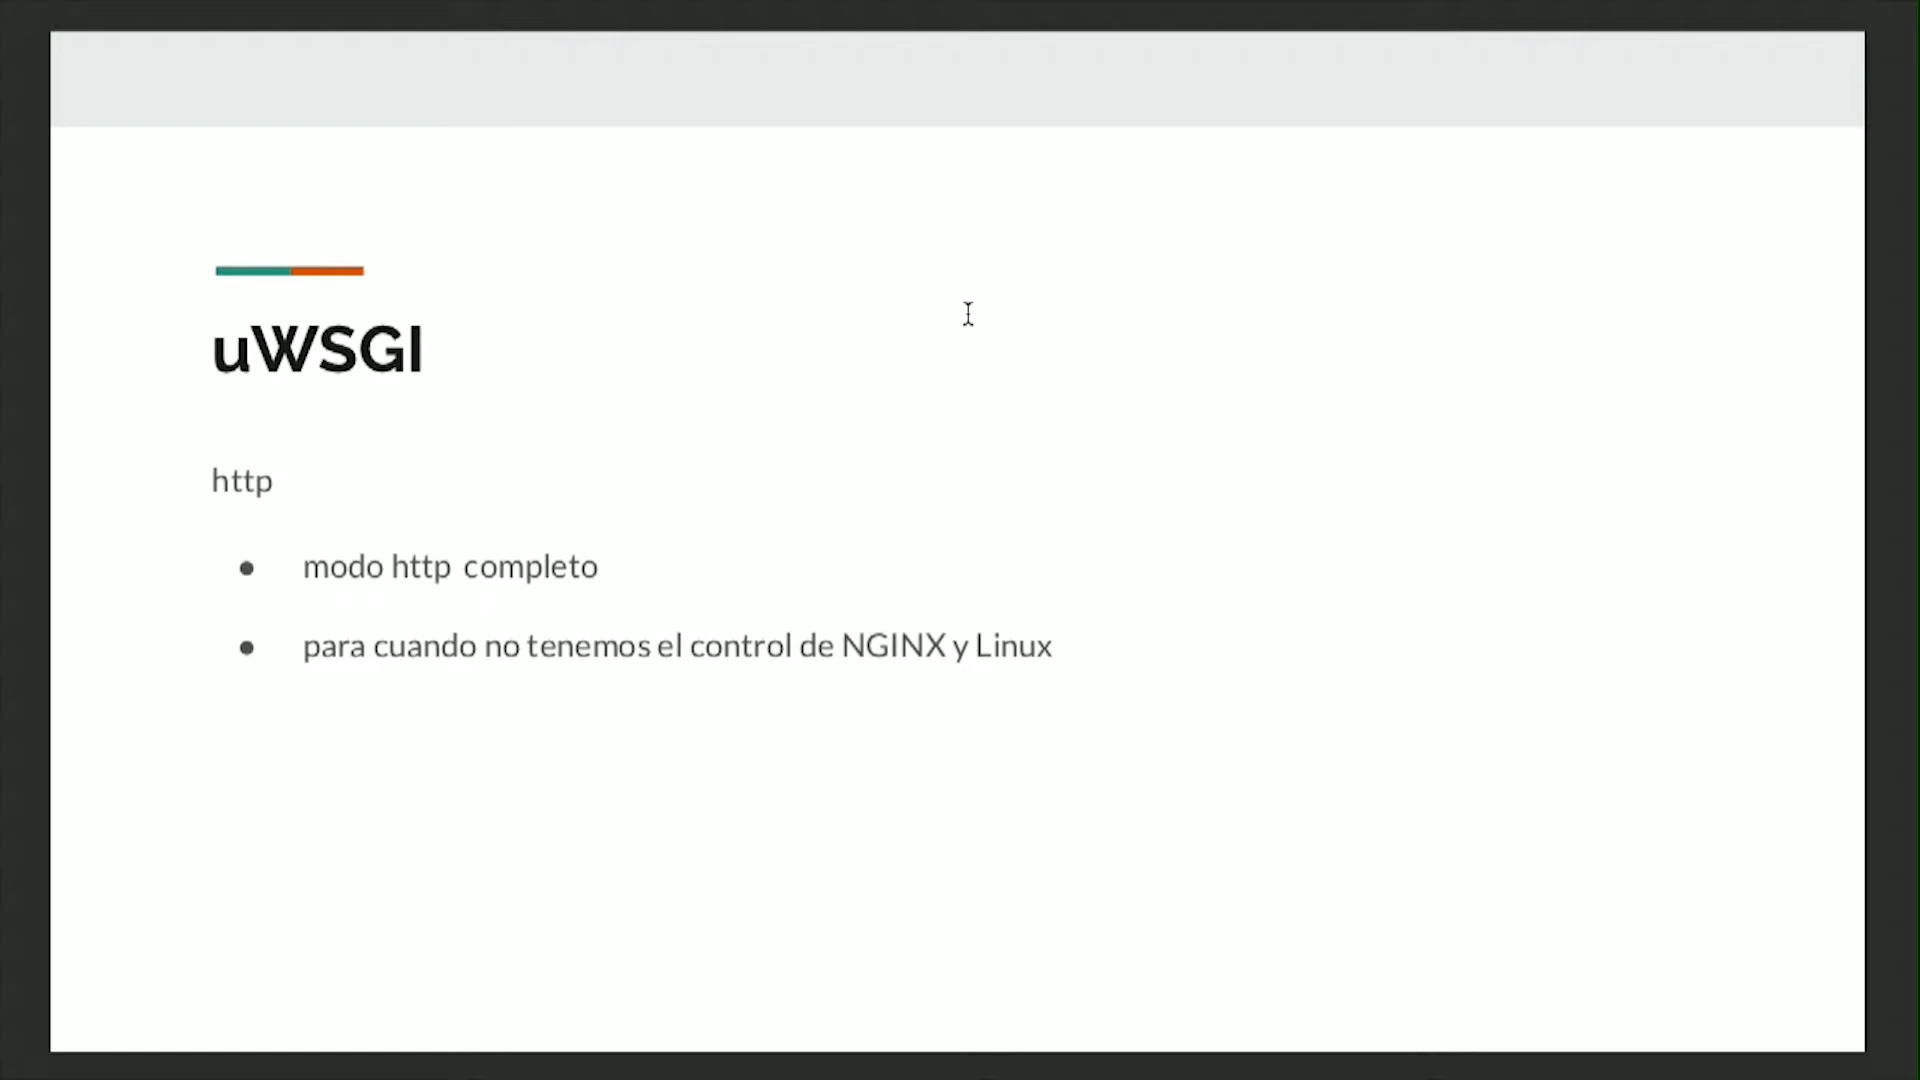 uWSGI
http
● modo http completo
● para cuando no tenemos el control de NGINX y Linux